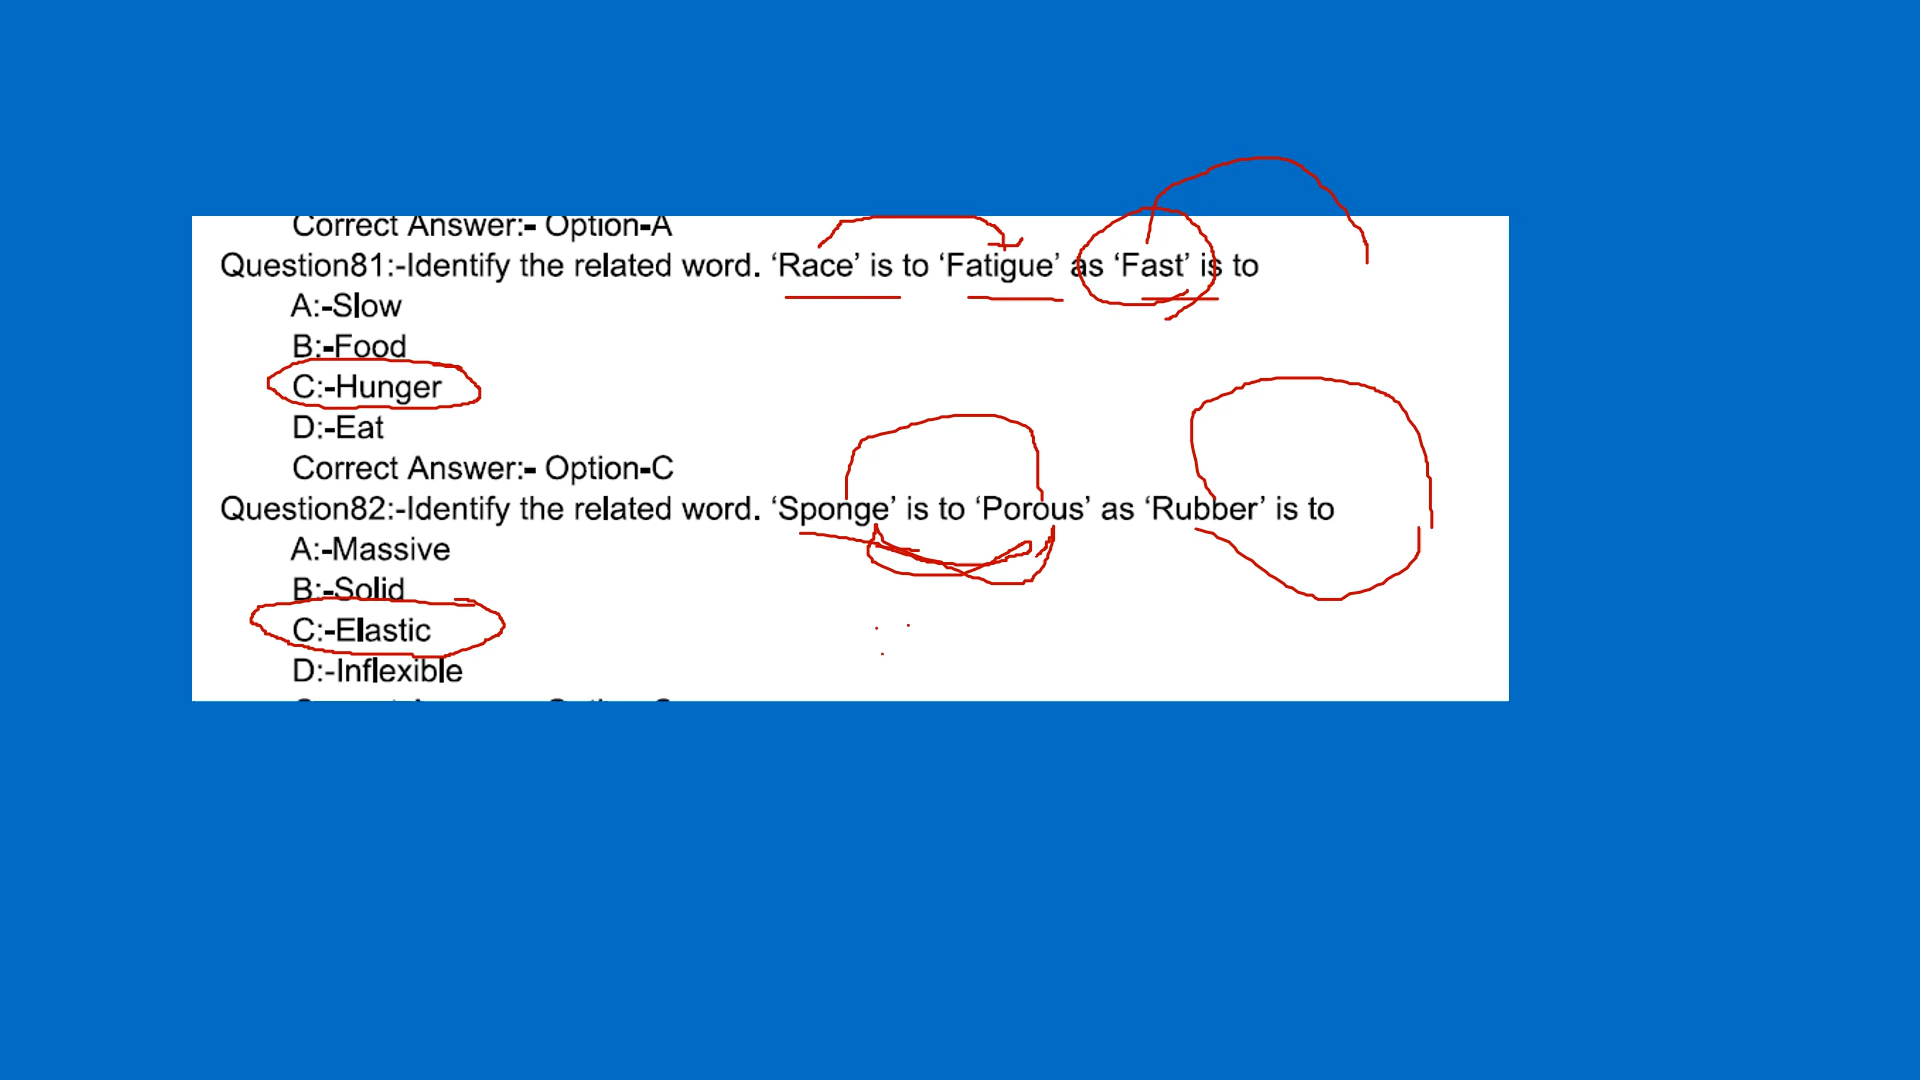 Correct Answer:- Option-A
Question81:-Identify the related word. ‘Race’ is to ‘Fatigue’ as ‘Fast’ is to
A:-Slow
B:-Food
C:-Hunger
D:-Eat
Correct Answer:- Option-C
Question82:-Identify the related word. ‘Sponge’ is to ‘Porous’ as ‘Rubber’ is to
A:-Massive
B:-Solid
C:-Elastic
D:-Inflexible